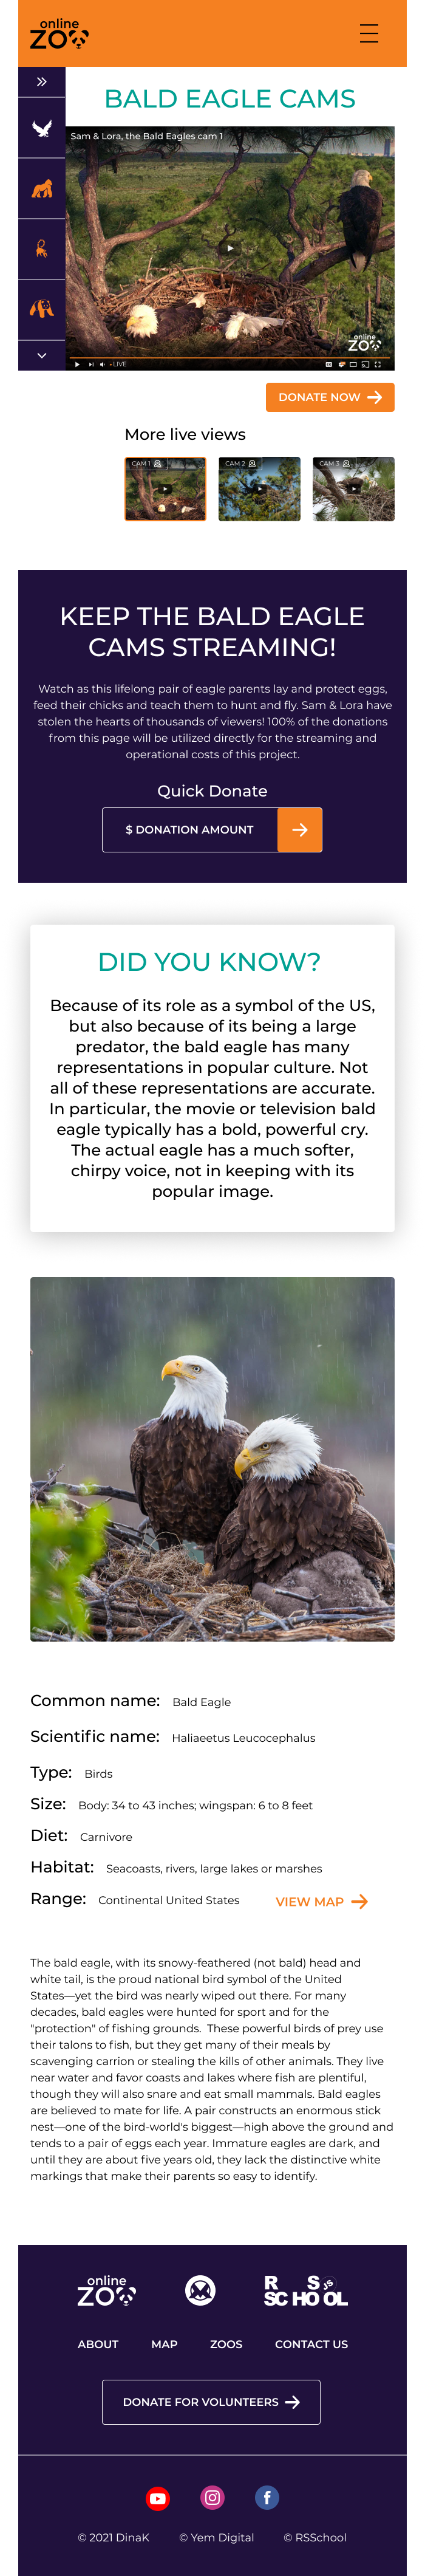 online
ZOO
BALD EAGLE CAMS
Sam & Lora, the Bald Eagles cam 1
online
ZOO
LIVE
DONATE NOW
More live views
CAM 1
CAM 2
CAM 3
KEEP THE BALD EAGLE
CAMS STREAMING!
Watch as this lifelong pair of eagle parents lay and protect eggs,
feed their chicks and teach them to hunt and fly. Sam & Lora have
stolen the hearts of thousands of viewers! 100% of the donations
from this page will be utilized directly for the streaming and
operational costs of this project.
Quick Donate
$ DONATION AMOUNT
DID YOU KNOW?
Because of its role as a symbol of the US,
but also because of its being a large
predator, the bald eagle has many
representations in popular culture. Not
all of these representations are accurate.
In particular, the movie or television bald
eagle typically has a bold, powerful cry.
The actual eagle has a much softer,
chirpy voice, not in keeping with its
popular image.
Common name: Bald Eagle
Scientific name: Haliaeetus Leucocephalus
Type: Birds
Size: Body: 34 to 43 inches; wingspan: 6 to 8 feet
Diet: Carnivore
Habitat: Seacoasts, rivers, large lakes or marshes
Range: Continental United States VIEW MAP
The bald eagle, with its snowy-feathered (not bald) head and
white tail, is the proud national bird symbol of the United
States—yet the bird was nearly wiped out there. For many
decades, bald eagles were hunted for sport and for the
"protection" of fishing grounds. These powerful birds of prey use
their talons to fish, but they get many of their meals by
scavenging carrion or stealing the kills of other animals. They live
near water and favor coasts and lakes where fish are plentiful,
though they will also snare and eat small mammals. Bald eagles
are believed to mate for life. A pair constructs an enormous stick
nest—one of the bird-world's biggest—high above the ground and
tends to a pair of eggs each year. Immature eagles are dark, and
until they are about five years old, they lack the distinctive white
markings that make their parents so easy to identify.
online
ZOO
RS JS
SCHOOL
ABOUT MAP ZOOS CONTACT US
DONATE FOR VOLUNTEERS
© 2021 DinaK © Yem Digital © RSSchool